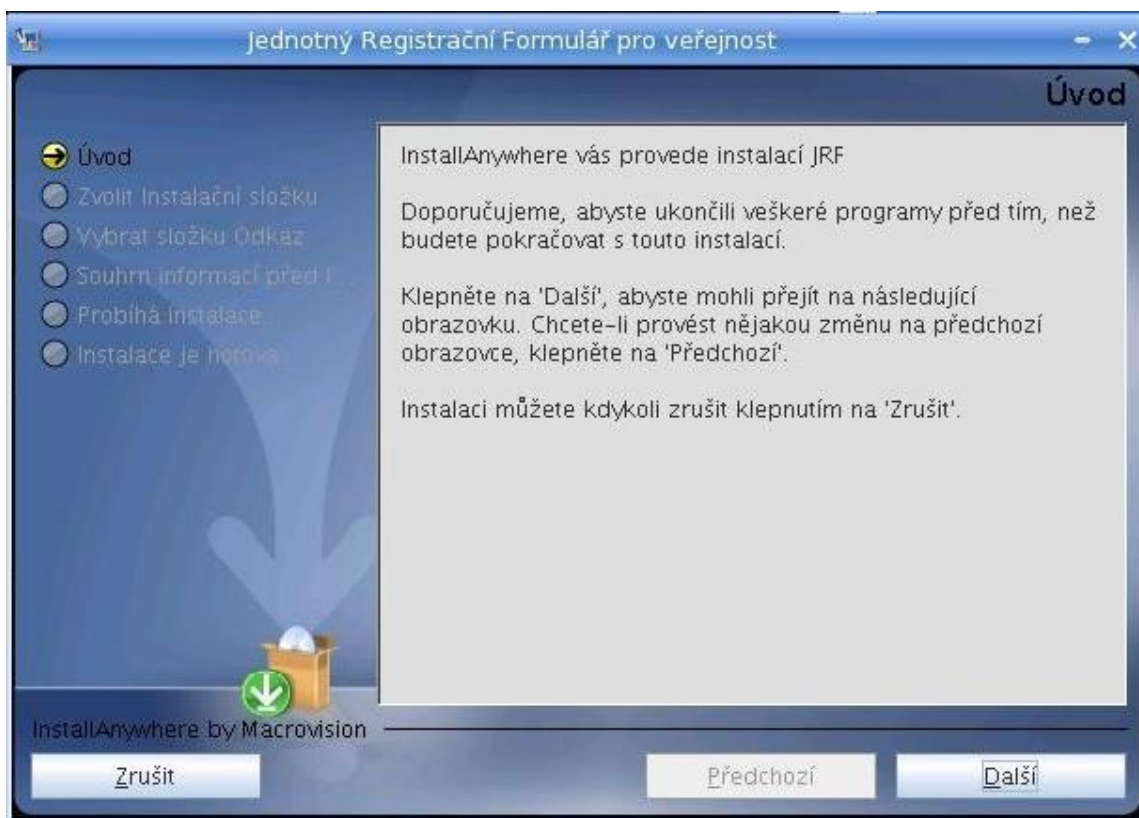 Jednotný Registrační Formulář pro veřejnost
Úvod
Úvod
Zvolit Instalační složku
Vybrat složku Odkaz
Souhrn informací před I...
Probíhá instalace...
Instalace je hotova
InstallAnywhere vás provede instalací JRF
Doporučujeme, abyste ukončili veškeré programy před tím, než
budete pokračovat s touto instalací.
Klepněte na 'Další', abyste mohli přejít na následující
obrazovku. Chcete-li provést nějakou změnu na předchozí
obrazovce, klepněte na 'Předchozí'.
Instalaci můžete kdykoli zrušit klepnutím na 'Zrušit'.
InstallAnywhere by Macrovision
Zrušit
Předchozí
Další